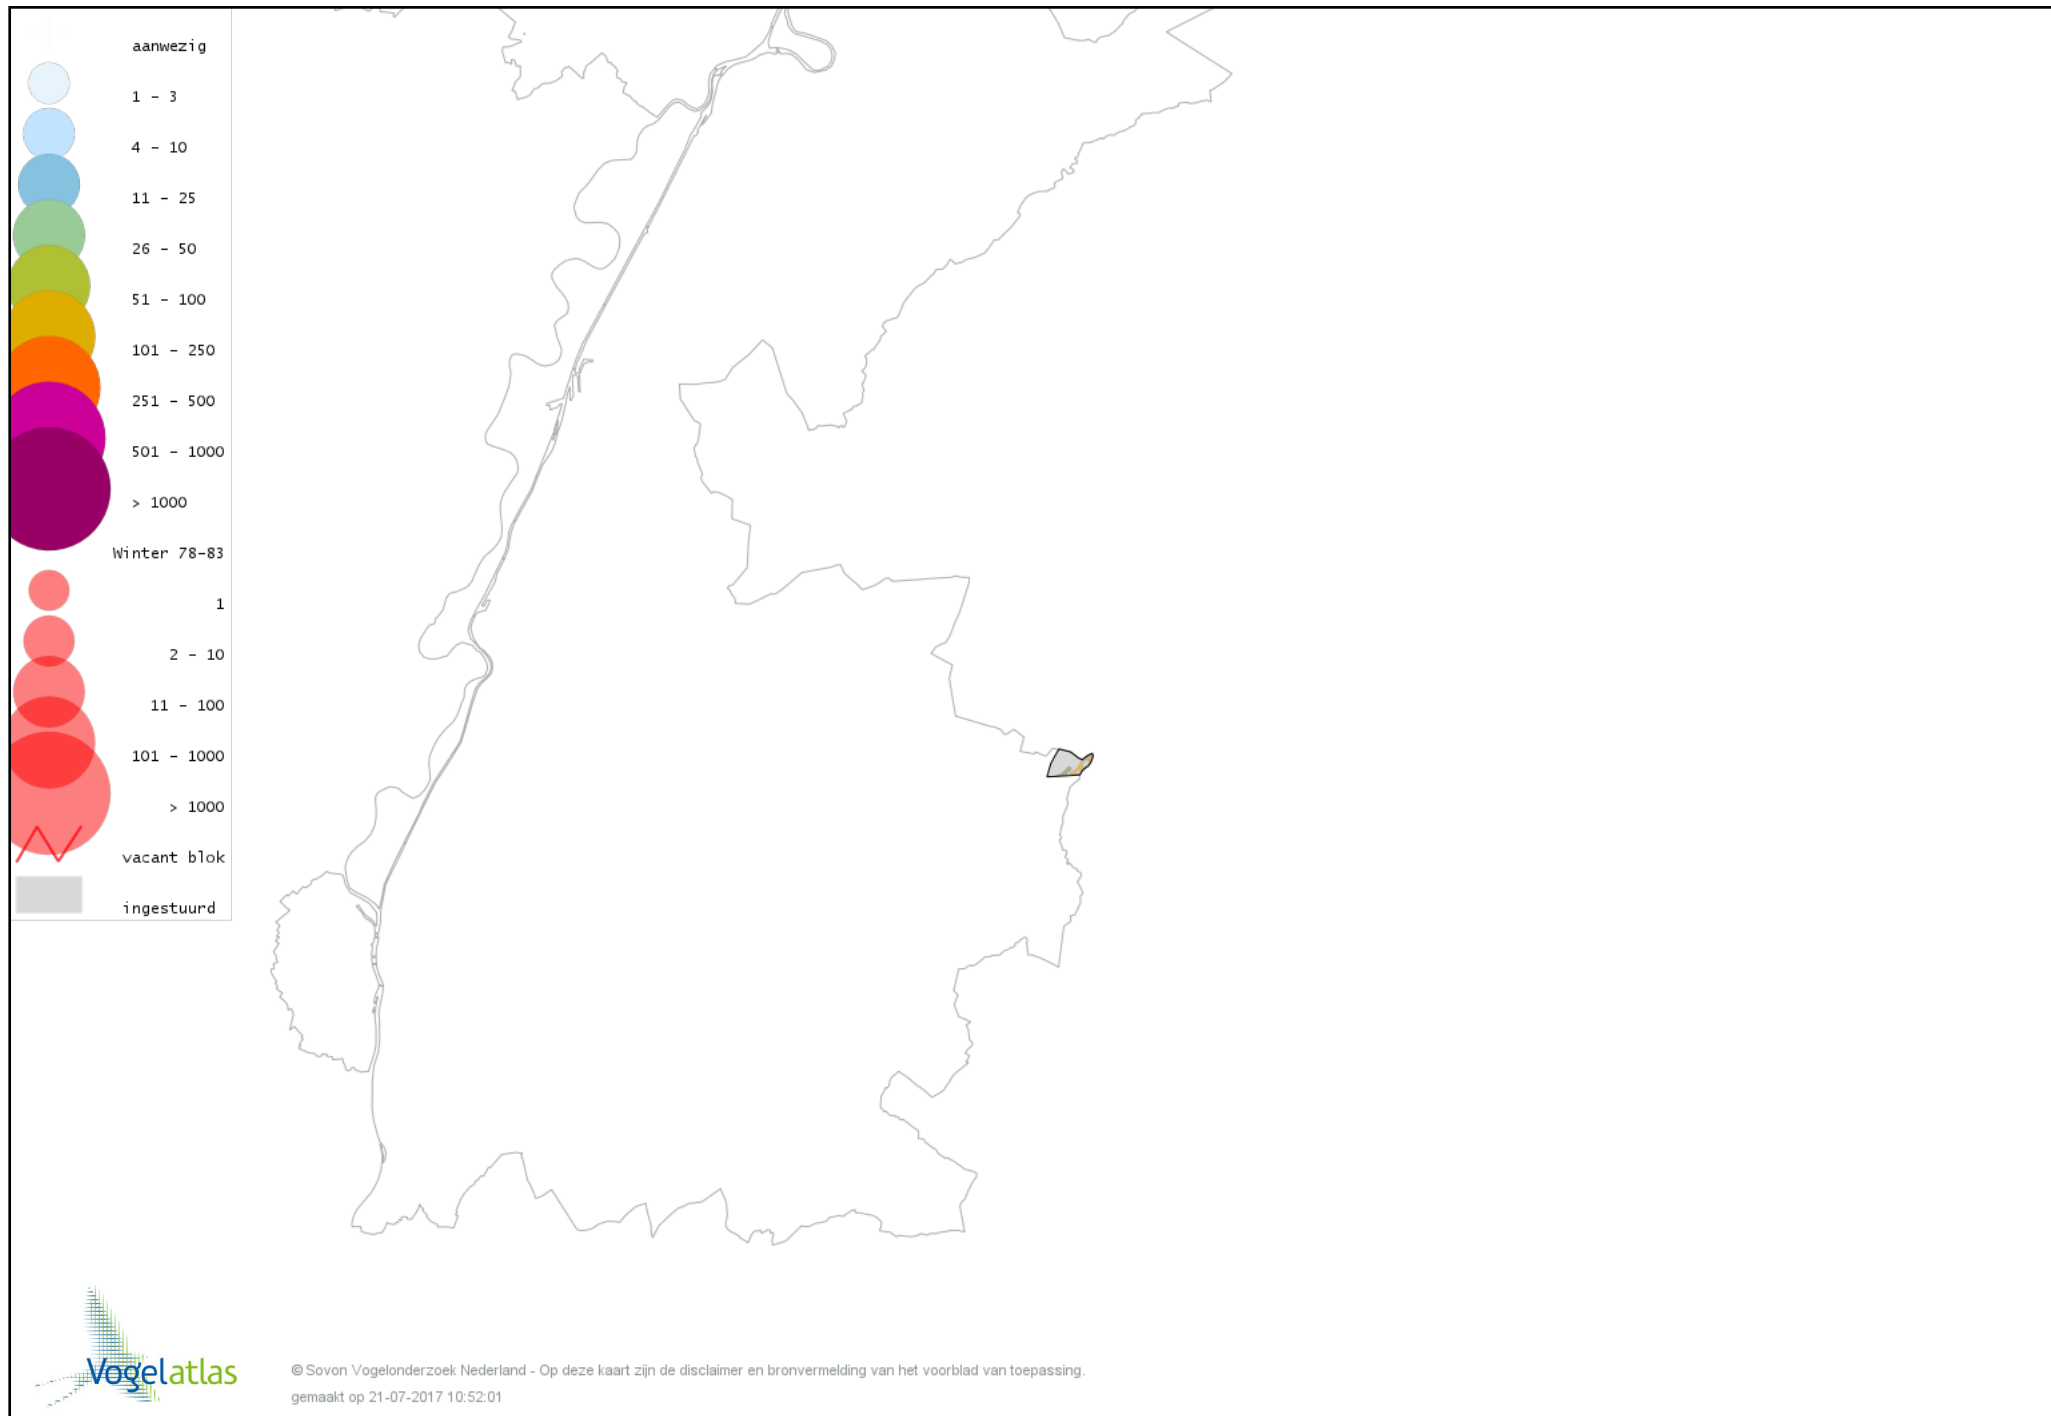 aanwezig
1 - 3
4 - 10
11 - 25
26 - 50
51 - 100
101 - 250
251 - 500
501 - 1000
> 1000
Winter 78-83
1
2 - 10
11 - 100
101 - 1000
> 1000
vacant blok
ingestuurd
Vogelatlas
© Sovon Vogelonderzoek Nederland - Op deze kaart zijn de disclaimer en bronvermelding van het voorblad van toepassing.
gemaakt op 21-07-2017 10:52:01